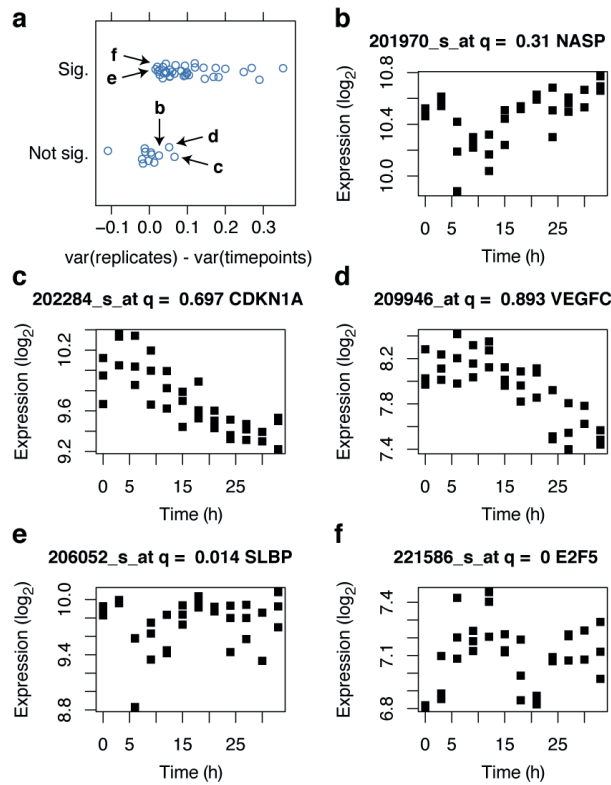 a
Sig.
f
e
b
d
Not sig.
c
−0.1 0.0 0.1 0.2 0.3
var(replicates) - var(timepoints)
b
201970_s_at q = 0.31 NASP
Expression (log2)
10.8
10.4
10.0
0 5 15 25
Time (h)
c
202284_s_at q = 0.697 CDKN1A
Expression (log2)
10.2
9.6
9.2
0 5 15 25
Time (h)
d
209946_at q = 0.893 VEGFC
Expression (log2)
8.2
7.8
7.4
0 5 15 25
Time (h)
e
206052_s_at q = 0.014 SLBP
Expression (log2)
10.0
9.4
8.8
0 5 15 25
Time (h)
f
221586_s_at q = 0 E2F5
Expression (log2)
7.4
7.1
6.8
0 5 15 25
Time (h)